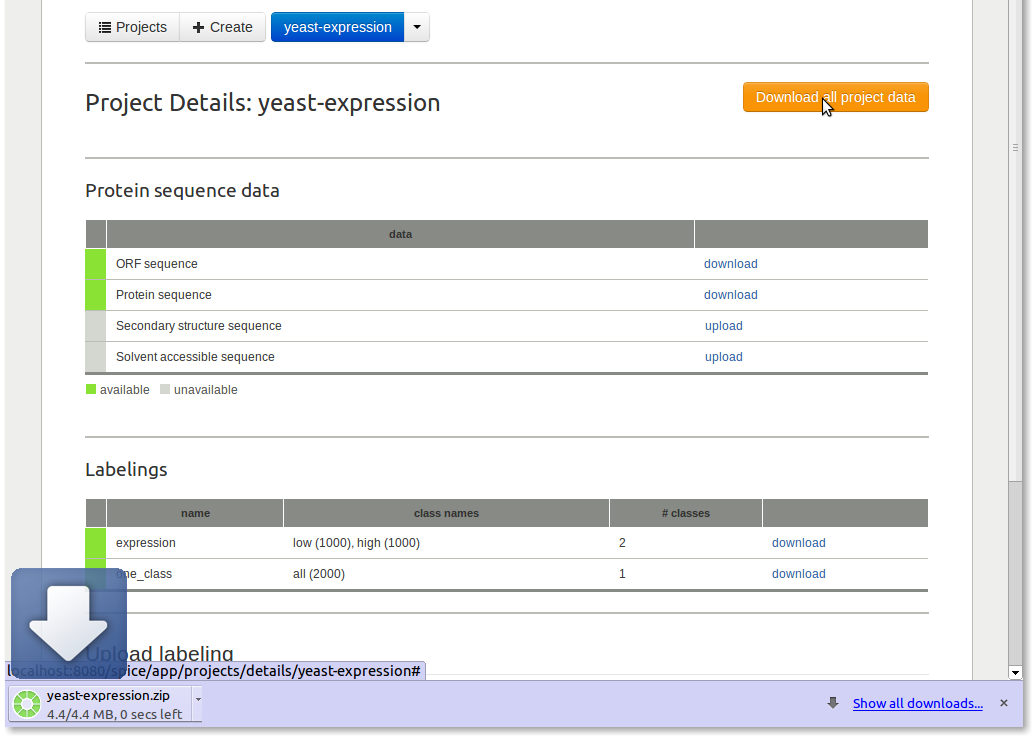 Projects Create yeast-expression
Project Details: yeast-expression
Download all project data
Protein sequence data
data
ORF sequence download
Protein sequence download
Secondary structure sequence upload
Solvent accessible sequence upload
available unavailable
Labelings
name class names # classes
expression low (1000), high (1000) 2 download
one_class all (2000) 1 download
Upload labeling
localhost:8080/spice/app/projects/details/yeast-expression#
yeast-expression.zip
4.4/4.4 MB, 0 secs left
Show all downloads...